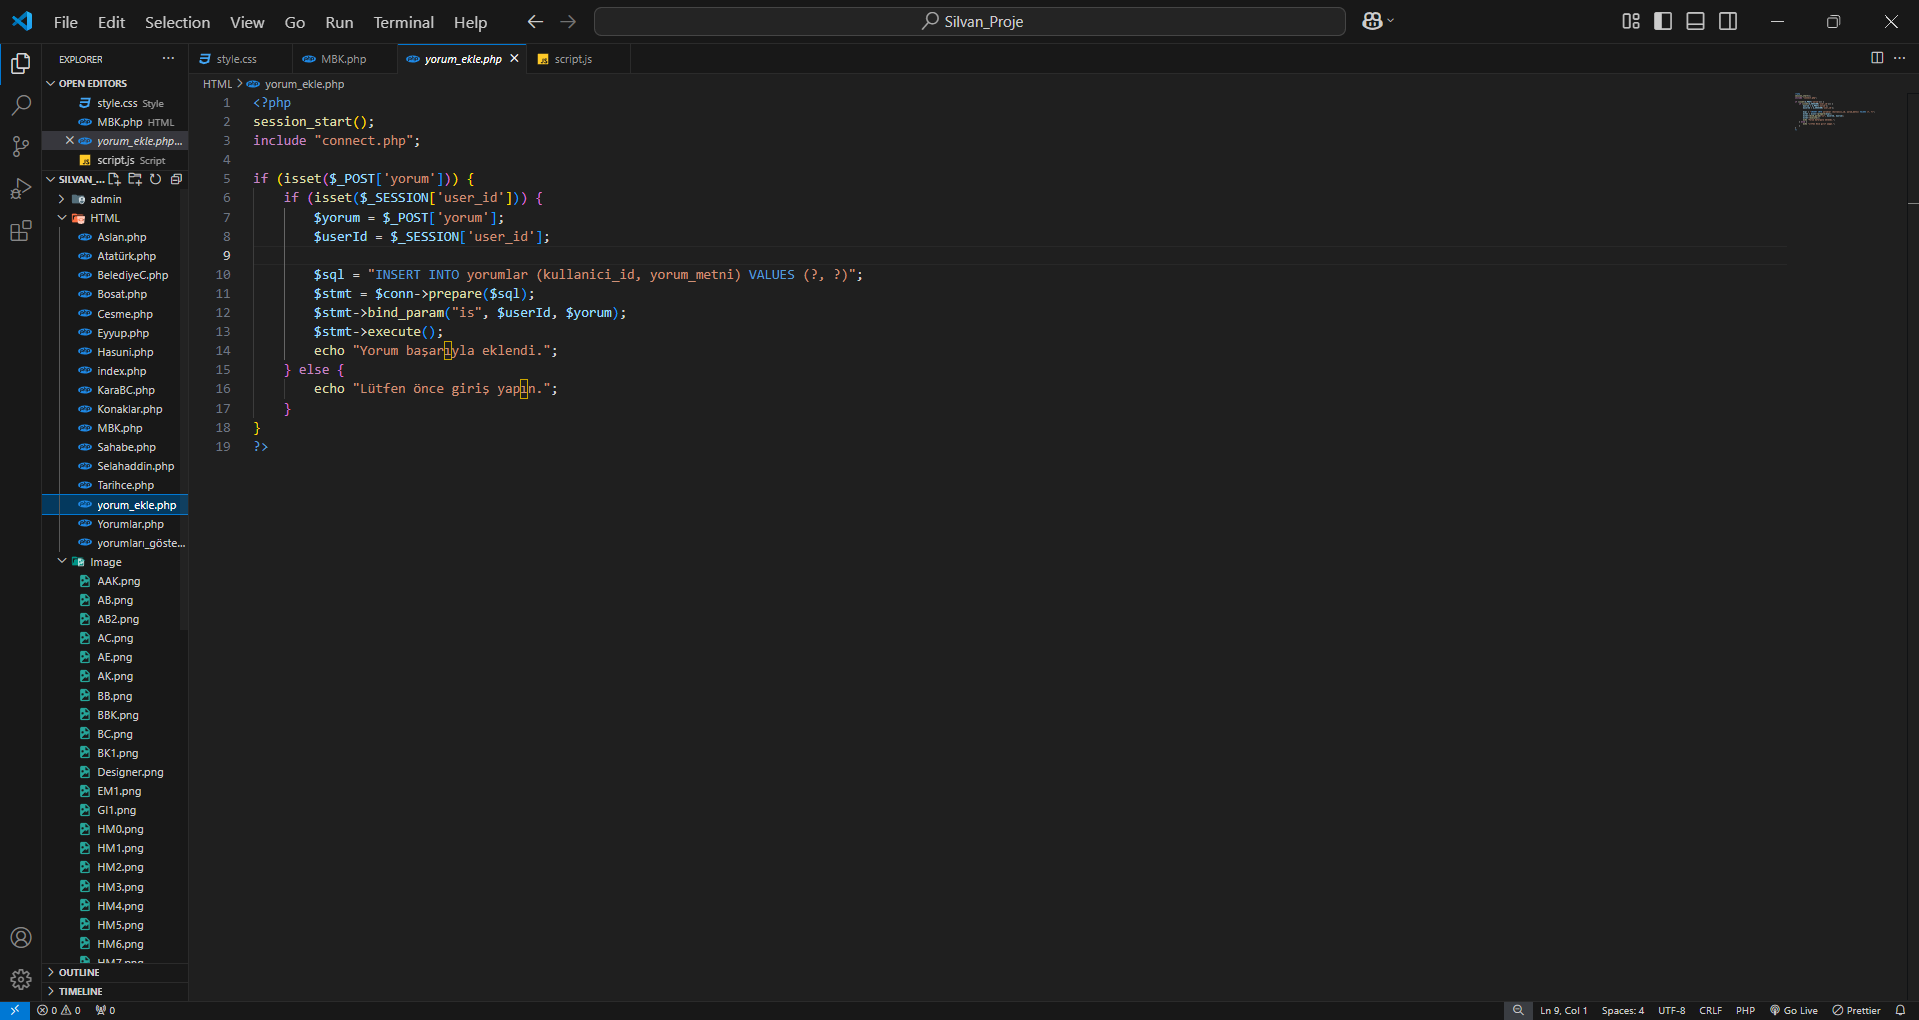 File Edit Selection View Go Run Terminal Help
Silvan_Proje
EXPLORER
OPEN EDITORS
style.css Style
MBK.php HTML
yorum_ekle.php...
script.js Script
SILVAN_...
admin
HTML
Aslan.php
Atatürk.php
BelediyeC.php
Bosat.php
Cesme.php
Eyyup.php
Hasuni.php
index.php
KaraBC.php
Konaklar.php
MBK.php
Sahabe.php
Selahaddin.php
Tarihce.php
yorum_ekle.php
Yorumlar.php
yorumları_göste...
Image
AAK.png
AB.png
AB2.png
AC.png
AE.png
AK.png
BB.png
BBK.png
BC.png
BK1.png
Designer.png
EM1.png
GI1.png
HM0.png
HM1.png
HM2.png
HM3.png
HM4.png
HM5.png
HM6.png
HM7.png
OUTLINE
TIMELINE
style.css MBK.php yorum_ekle.php script.js
HTML > yorum_ekle.php
1 <?php
2 session_start();
3 include "connect.php";
4
5 if (isset($_POST['yorum'])) {
6 if (isset($_SESSION['user_id'])) {
7 $yorum = $_POST['yorum'];
8 $userId = $_SESSION['user_id'];
9
10 $sql = "INSERT INTO yorumlar (kullanici_id, yorum_metni) VALUES (?, ?)";
11 $stmt = $conn->prepare($sql);
12 $stmt->bind_param("is", $userId, $yorum);
13 $stmt->execute();
14 echo "Yorum başarıyla eklendi.";
15 } else {
16 echo "Lütfen önce giriş yapın.";
17 }
18 }
19 ?>
0 0 0
Ln 9, Col 1 Spaces: 4 UTF-8 CRLF PHP Go Live Prettier